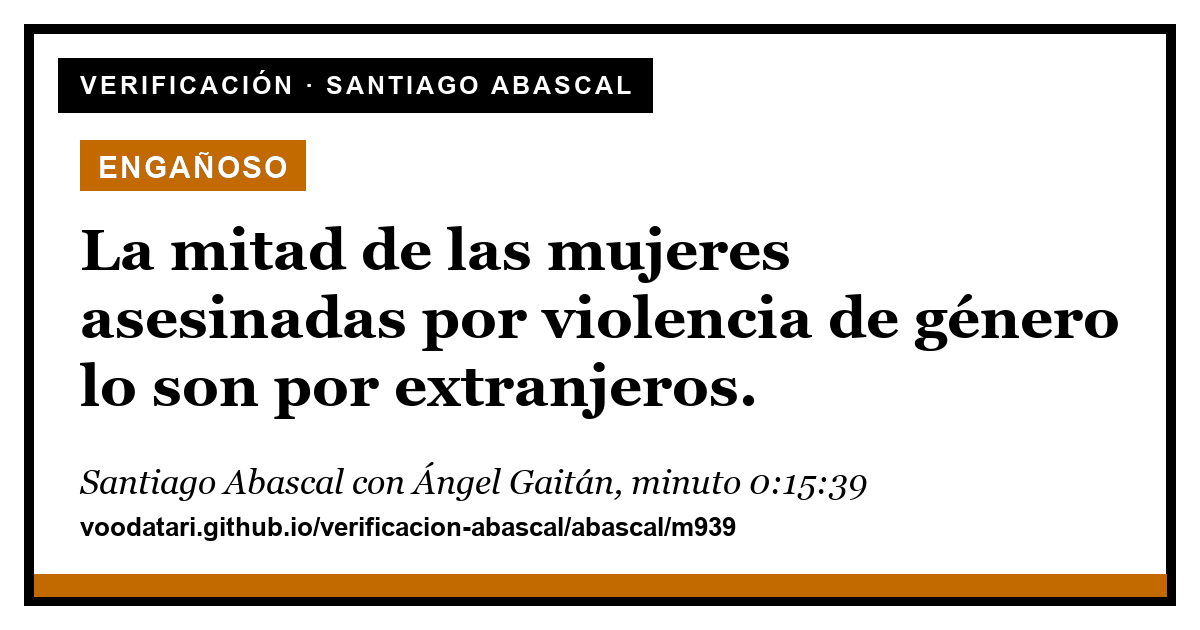 VERIFICACIÓN · SANTIAGO ABASCAL
ENGAÑOSO
La mitad de las mujeres
asesinadas por violencia de género
lo son por extranjeros.
Santiago Abascal con Ángel Gaitán, minuto 0:15:39
voodatari.github.io/verificacion-abascal/abascal/m939